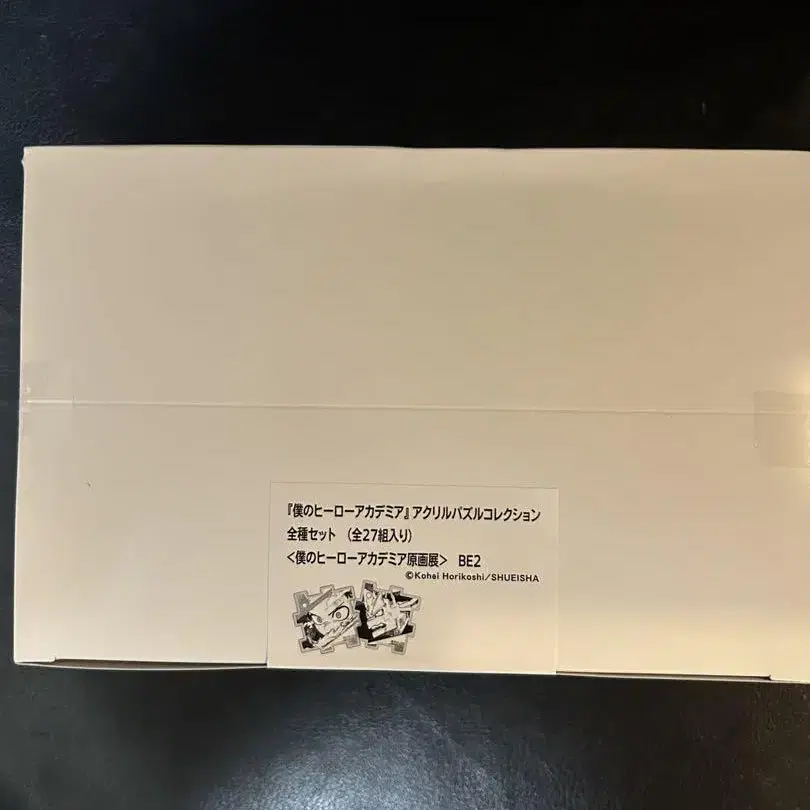 『僕のヒーローアカデミア』アクリルパズルコレクション
全種セット （全27組入り）
<僕のヒーローアカデミア原画展> BE2
©Kohei Horikoshi/SHUEISHA